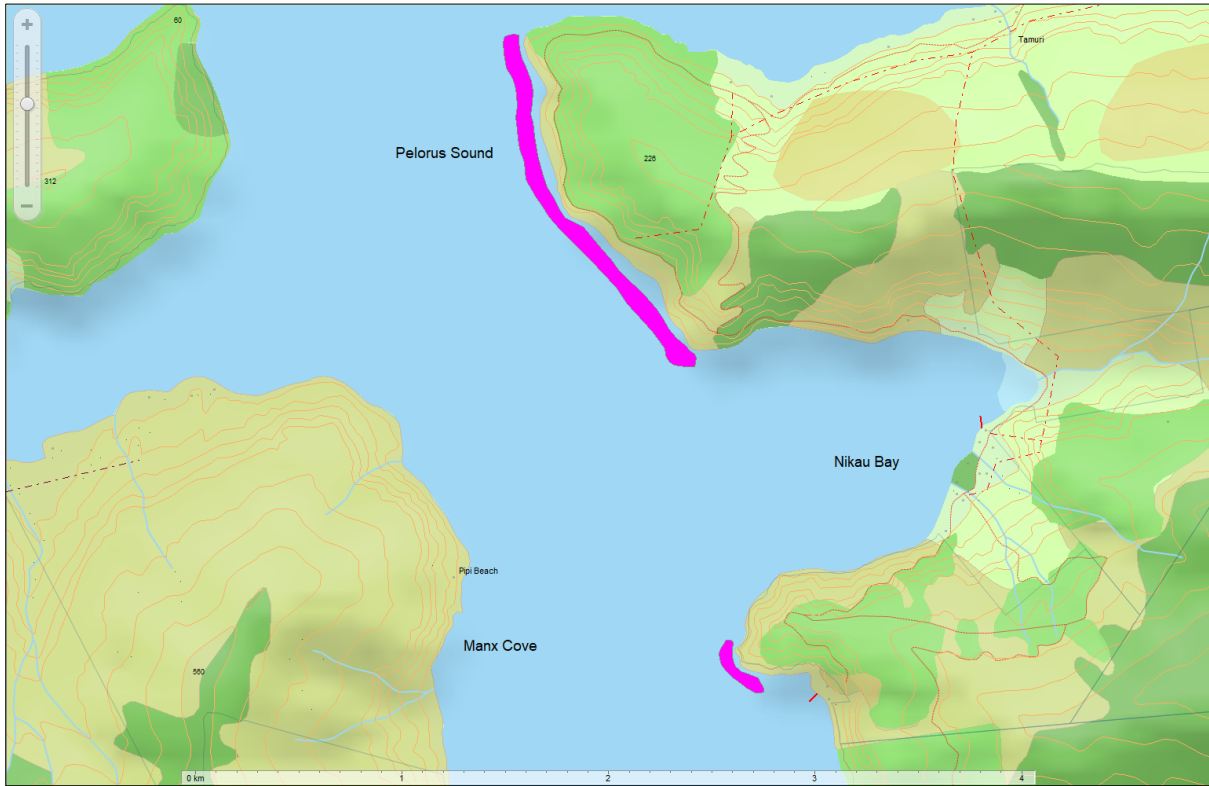 60
Tamuri
Pelorus Sound
226
312
Nikau Bay
Pipi Beach
Manx Cove
560
0 km 1 2 3 4